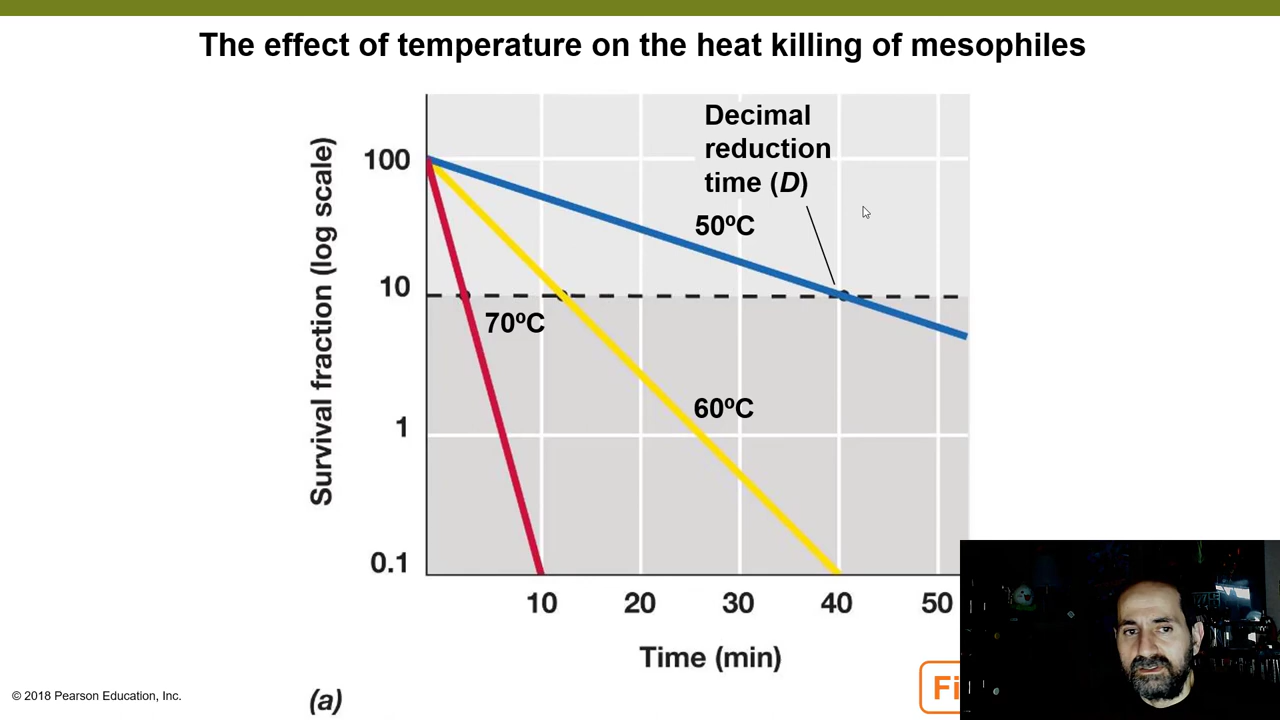 The effect of temperature on the heat killing of mesophiles
Decimal
reduction
time (D)
Survival fraction (log scale)
100
10
1
0.1
50ºC
70ºC
60ºC
10 20 30 40 50
Time (min)
(a)
© 2018 Pearson Education, Inc.
Fi